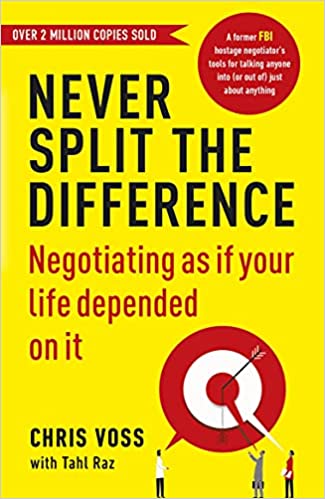 OVER 2 MILLION COPIES SOLD
A former FBI
hostage negotiator's
tools for talking anyone
into (or out of) just
about anything
NEVER
SPLIT THE
DIFFERENCE
Negotiating as if your
life depended
on it
CHRIS VOSS
with Tahl Raz